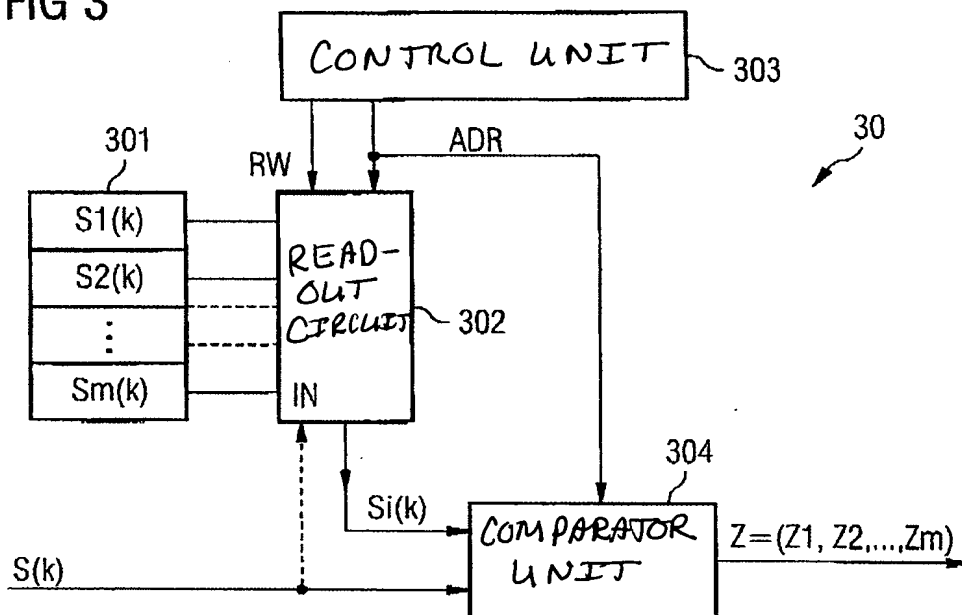 FIG 3
CONTROL UNIT
303
301
RW
ADR
30
S1(k)
S2(k)
⋮
Sm(k)
READ-
OUT
CIRCUIT
IN
302
304
Si(k)
S(k)
COMPARATOR
UNIT
Z=(Z1, Z2,...,Zm)